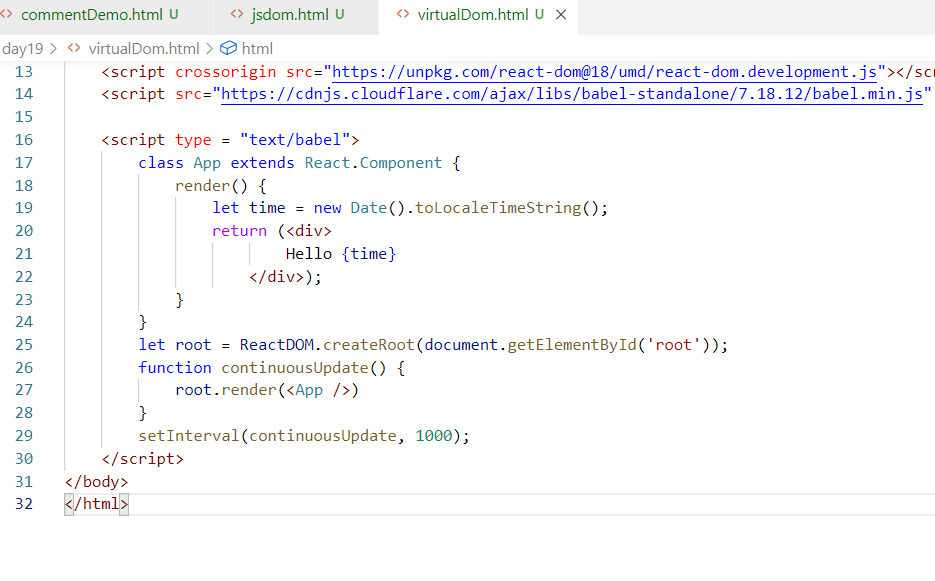 <> commentDemo.html U <> jsdom.html U <> virtualDom.html U ×
day19 > <> virtualDom.html > html
13 <script crossorigin src="https://unpkg.com/react-dom@18/umd/react-dom.development.js"></scr
14 <script src="https://cdnjs.cloudflare.com/ajax/libs/babel-standalone/7.18.12/babel.min.js"
15
16 <script type = "text/babel">
17 class App extends React.Component {
18 render() {
19 let time = new Date().toLocaleTimeString();
20 return (<div>
21 Hello {time}
22 </div>);
23 }
24 }
25 let root = ReactDOM.createRoot(document.getElementById('root'));
26 function continuousUpdate() {
27 root.render(<App />)
28 }
29 setInterval(continuousUpdate, 1000);
30 </script>
31 </body>
32 </html>